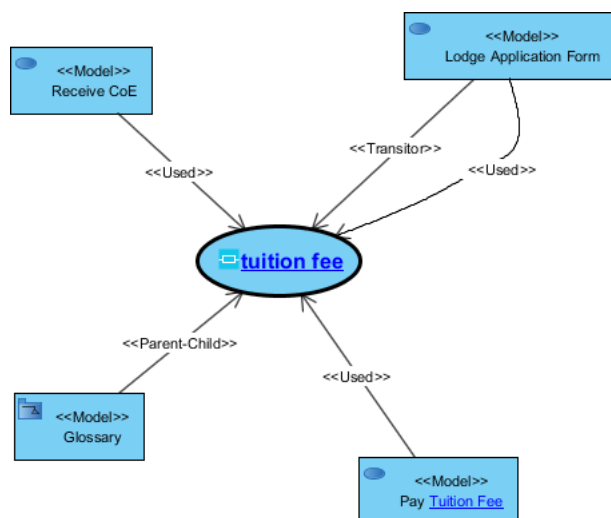 <<Model>>
Lodge Application Form
<<Model>>
Receive CoE
<<Transitor>>
<<Used>>
<<Used>>
tuition fee
<<Parent-Child>>
<<Used>>
<<Model>>
Glossary
<<Model>>
Pay Tuition Fee